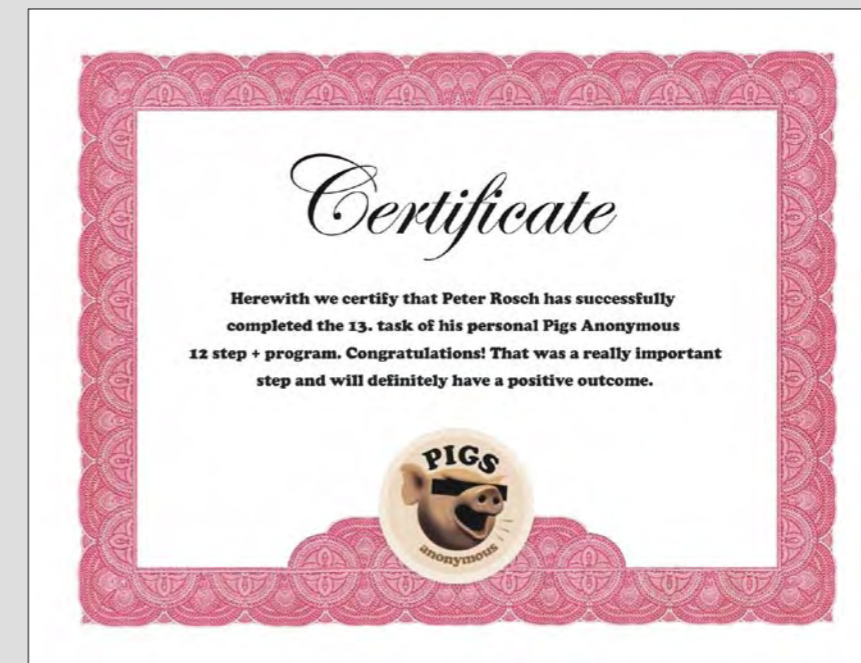 Certificate
Herewith we certify that Peter Rosch has successfully
completed the 13. task of his personal Pigs Anonymous
12 step + program. Congratulations! That was a really important
step and will definitely have a positive outcome.
PIGS
anonymous